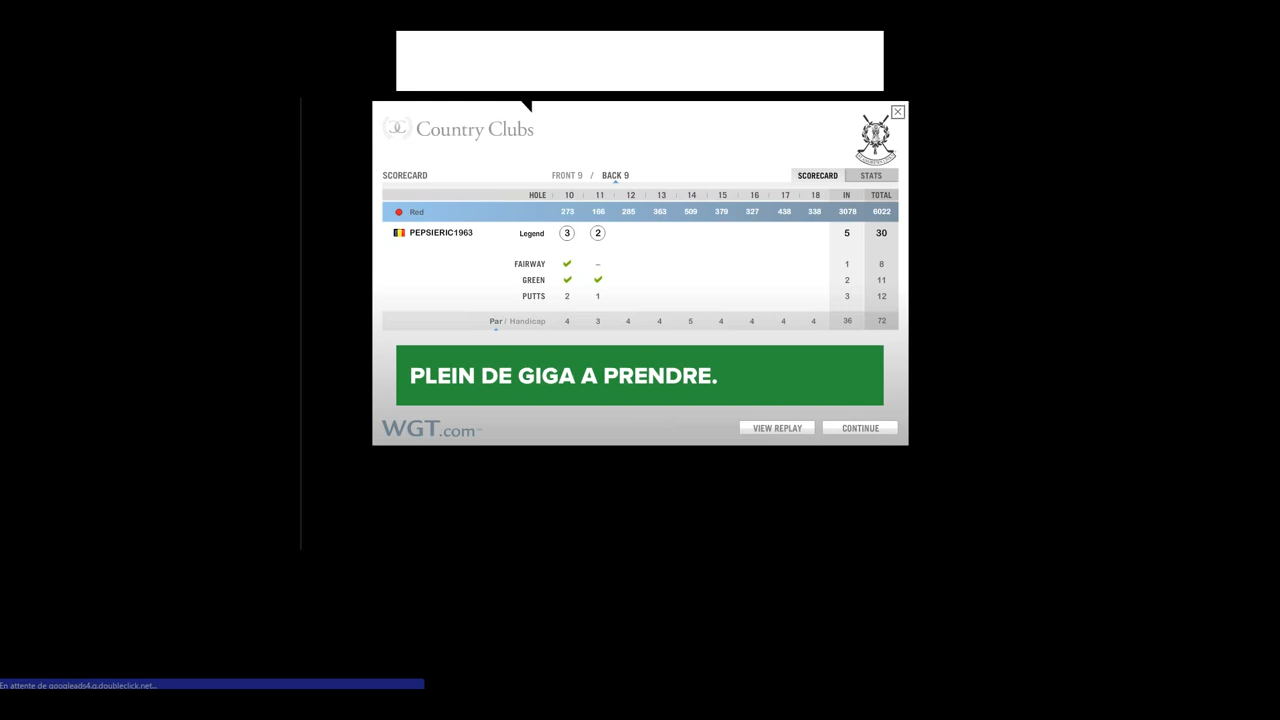 Country Clubs
SCORECARD FRONT 9 / BACK 9 SCORECARD STATS
HOLE 10 11 12 13 14 15 16 17 18 IN TOTAL
Red 273 166 285 363 509 379 327 438 338 3078 6022
PEPSIERIC1963 Legend 3 2 5 30
FAIRWAY – 1 8
GREEN 2 11
PUTTS 2 1 3 12
Par / Handicap 4 3 4 4 5 4 4 4 4 36 72
PLEIN DE GIGA A PRENDRE.
WGT.com VIEW REPLAY CONTINUE
En attente de googleads4.g.doubleclick.net...